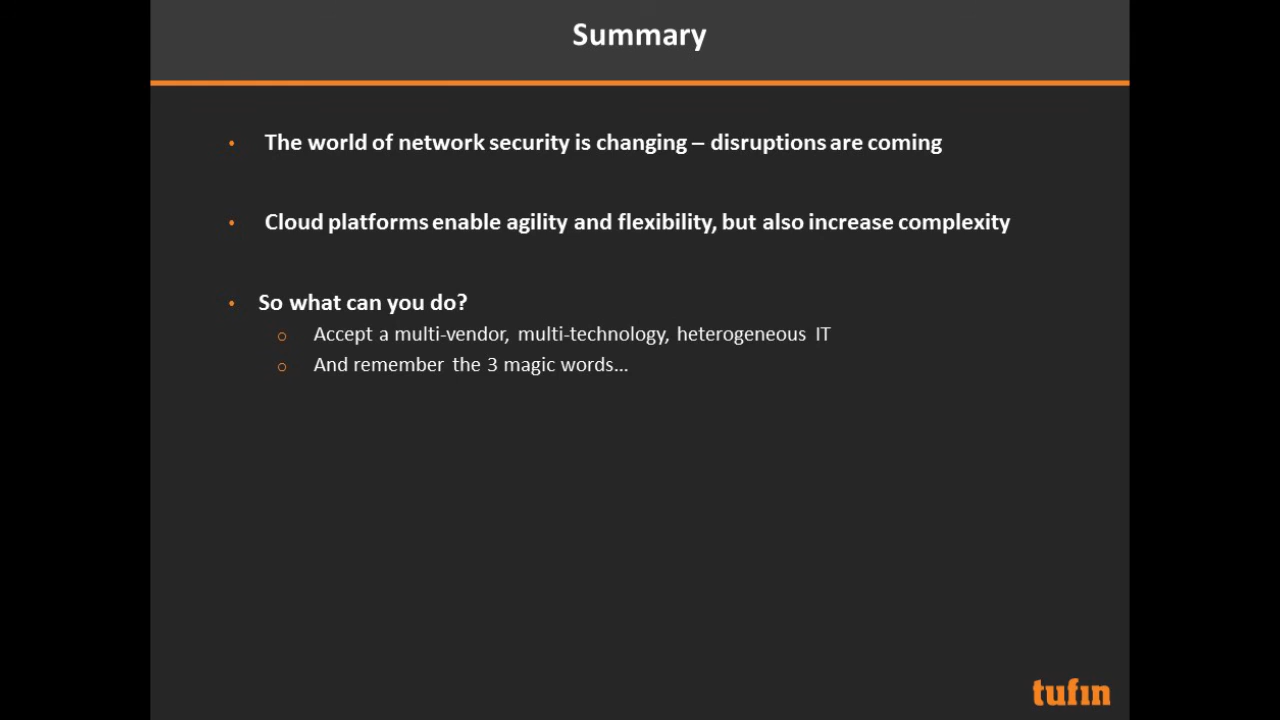 Summary
• The world of network security is changing – disruptions are coming
• Cloud platforms enable agility and flexibility, but also increase complexity
• So what can you do?
o Accept a multi-vendor, multi-technology, heterogeneous IT
o And remember the 3 magic words...
tufin